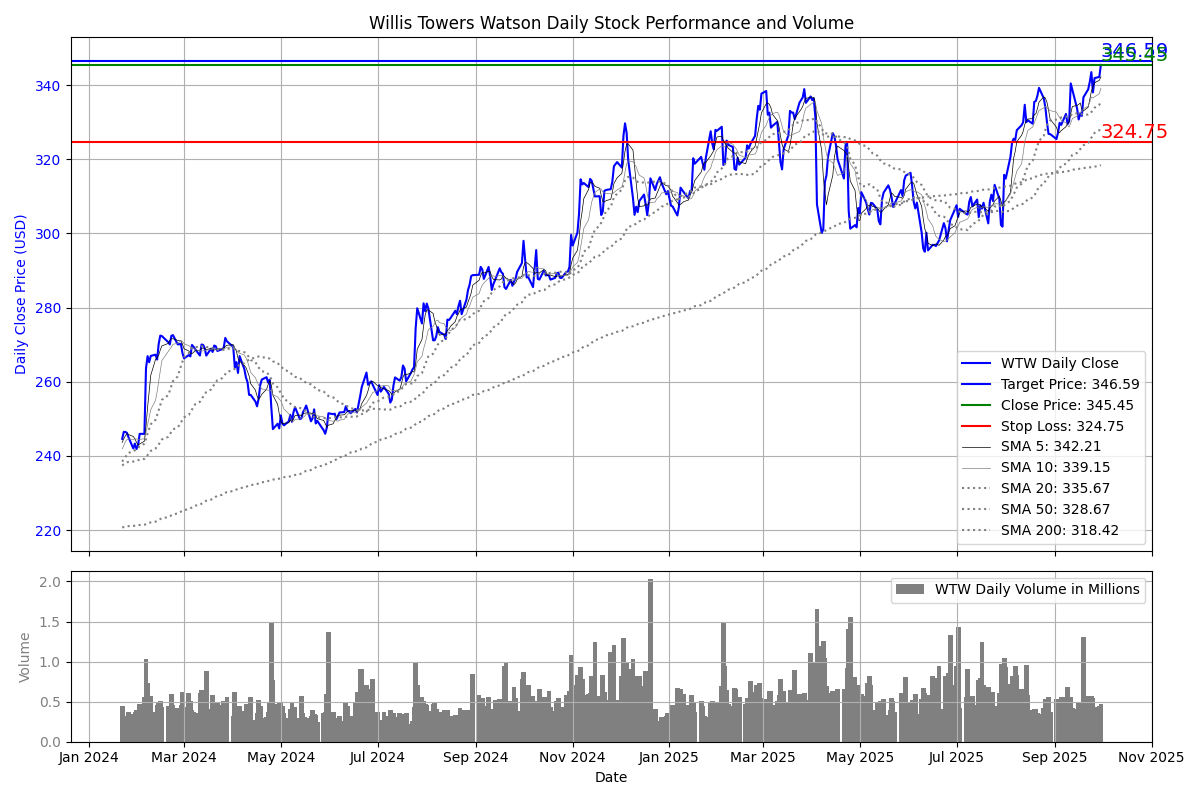 Willis Towers Watson Daily Stock Performance and Volume
346.59
345.45
340
324.75
320
300
280
260
240
220
Daily Close Price (USD)
WTW Daily Close
Target Price: 346.59
Close Price: 345.45
Stop Loss: 324.75
SMA 5: 342.21
SMA 10: 339.15
SMA 20: 335.67
SMA 50: 328.67
SMA 200: 318.42
2.0
1.5
1.0
0.5
0.0
Volume
WTW Daily Volume in Millions
Jan 2024 Mar 2024 May 2024 Jul 2024 Sep 2024 Nov 2024 Jan 2025 Mar 2025 May 2025 Jul 2025 Sep 2025 Nov 2025
Date